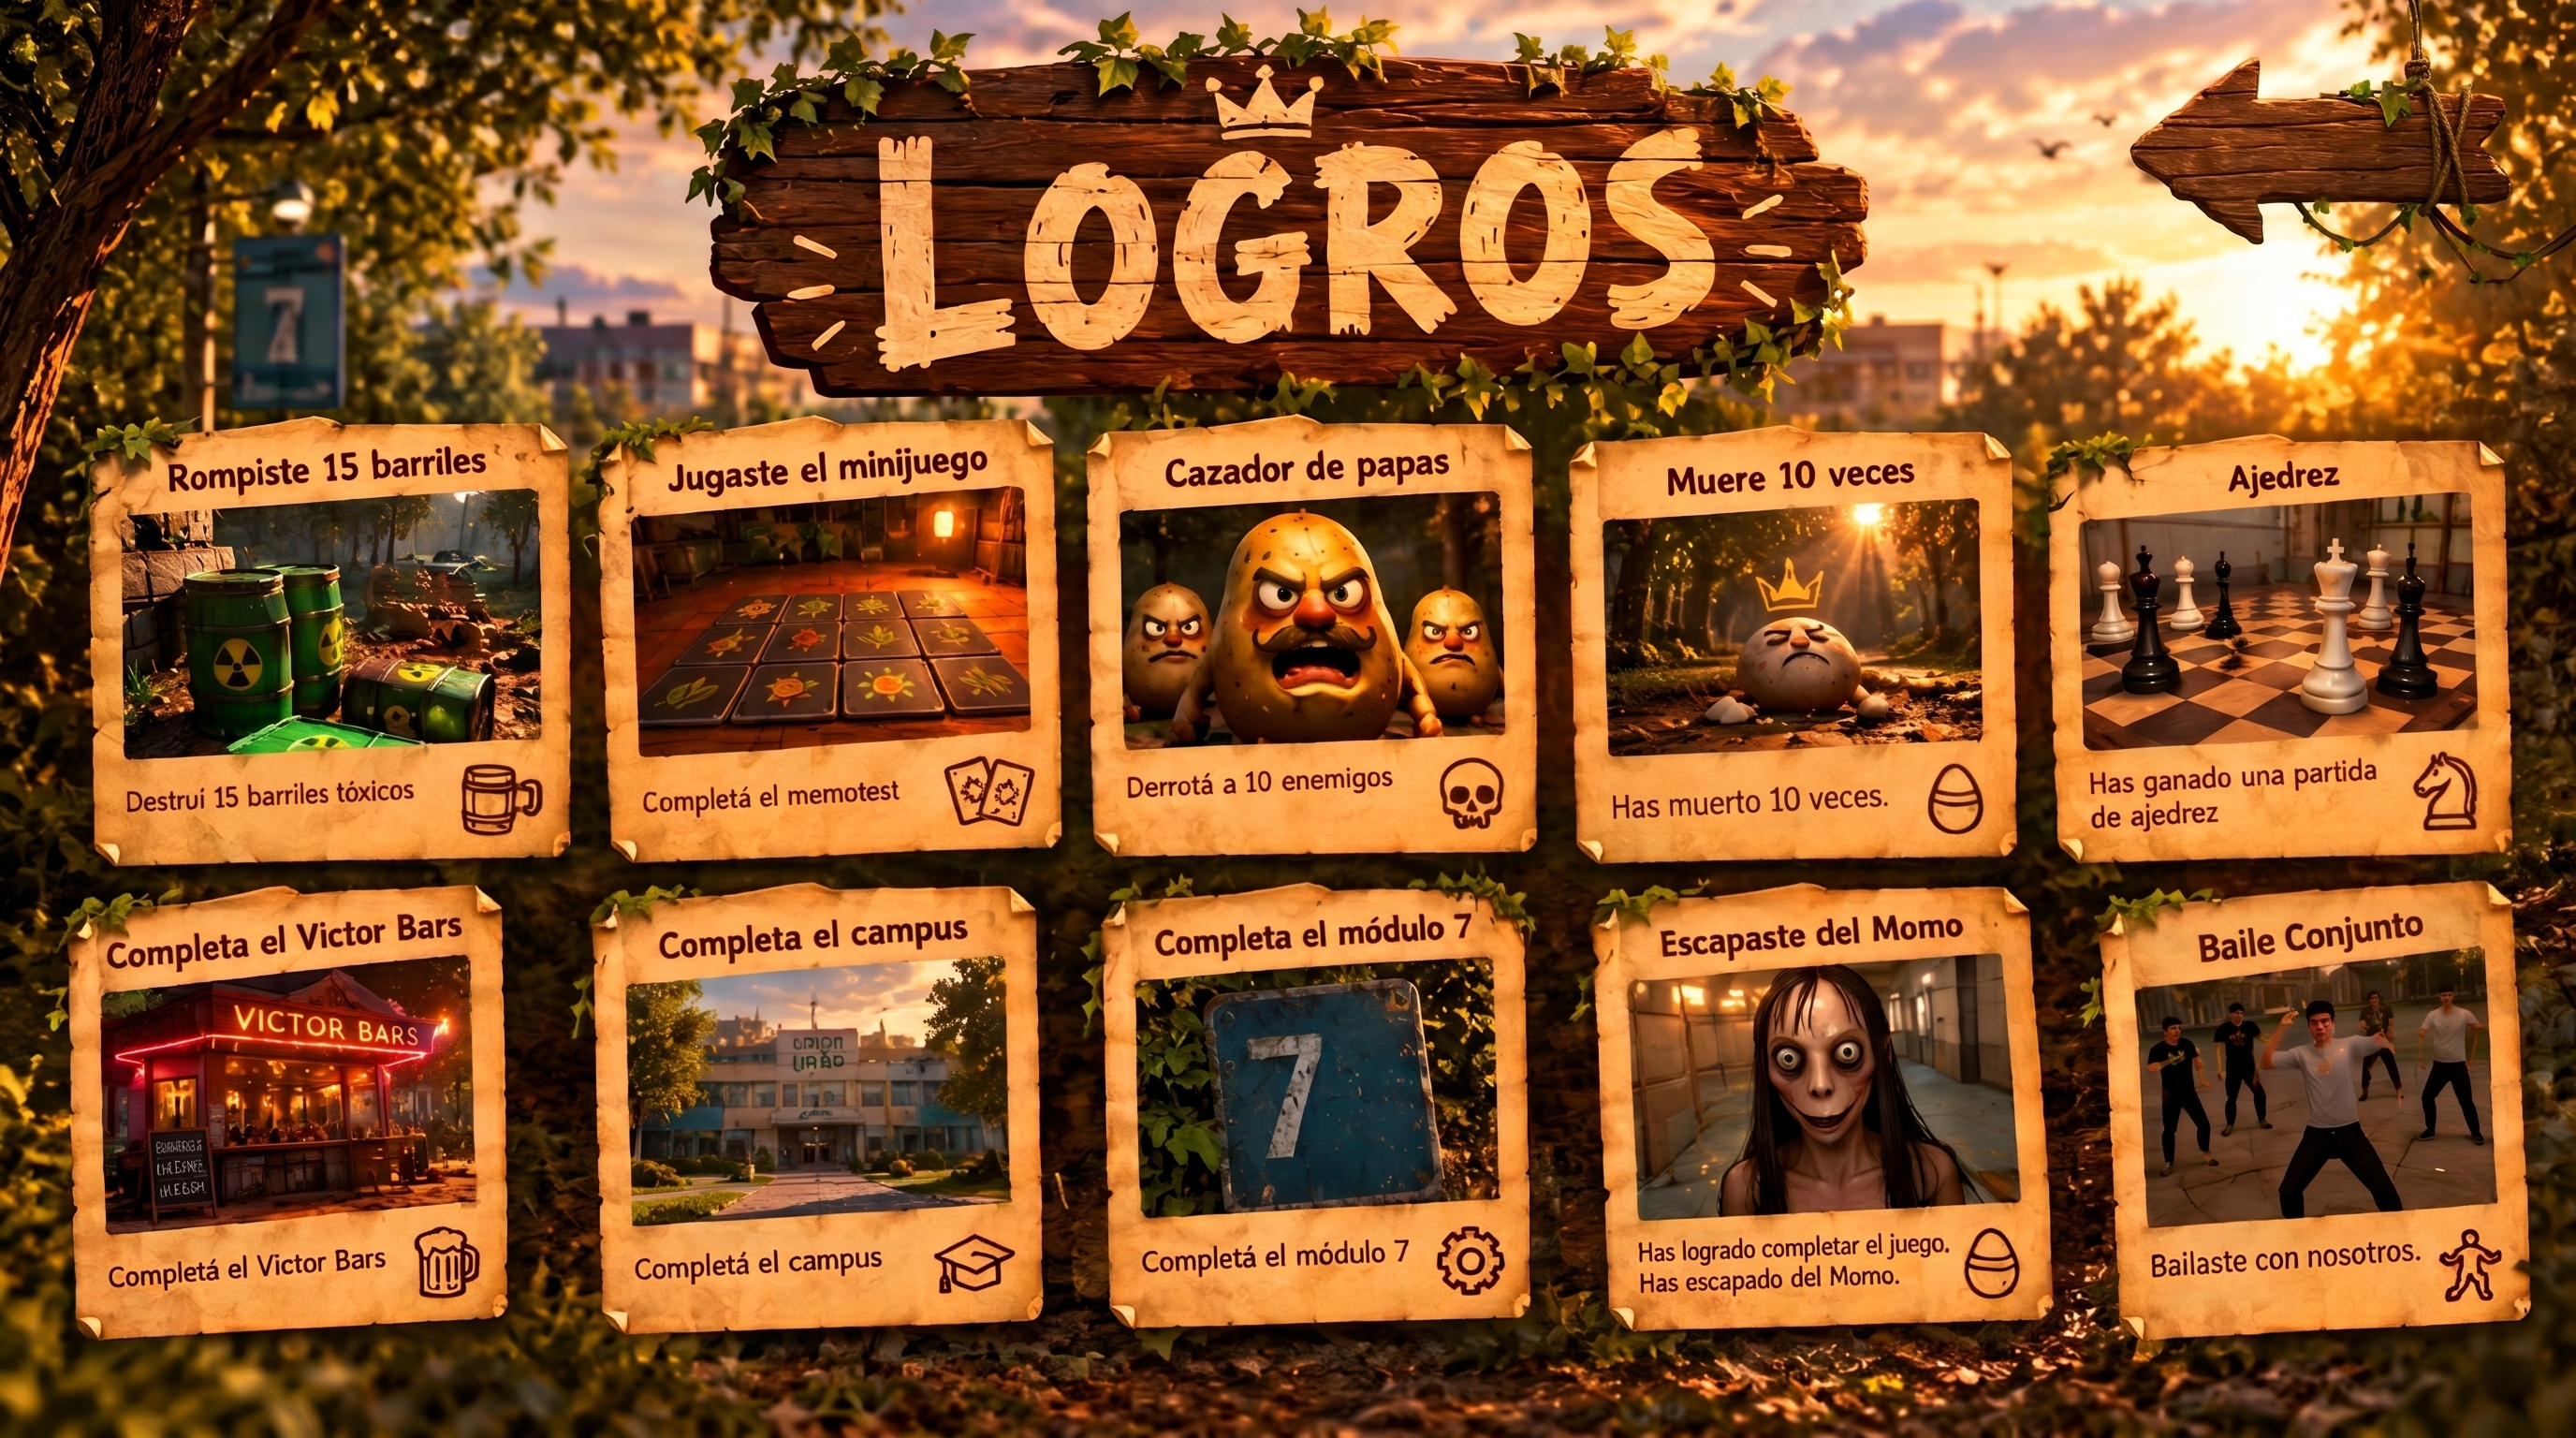 LOGROS
7
Rompiste 15 barriles
Destruí 15 barriles tóxicos
Jugaste el minijuego
Completá el memotest
Cazador de papas
Derrotá a 10 enemigos
Muere 10 veces
Has muerto 10 veces.
Ajedrez
Has ganado una partida
de ajedrez
Completa el Victor Bars
VICTOR BARS
Completá el Victor Bars
Completa el campus
Completá el campus
Completa el módulo 7
7
Completá el módulo 7
Escapaste del Momo
Has logrado completar el juego.
Has escapado del Momo.
Baile Conjunto
Bailaste con nosotros.